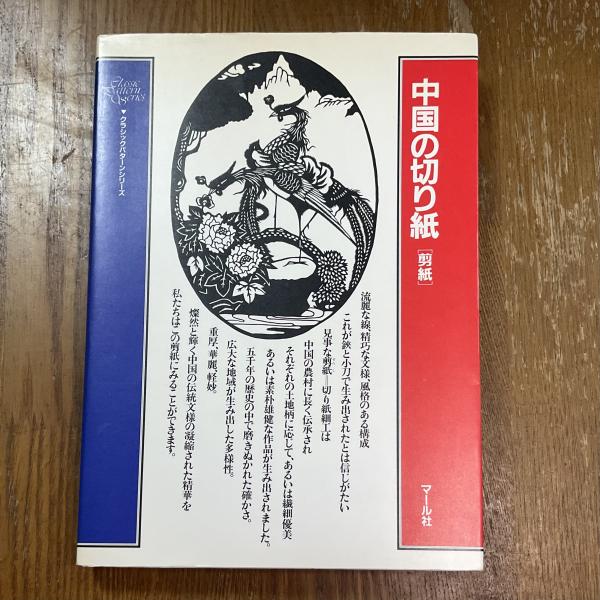 中国の切り紙
[剪紙]
マール社
流麗な線、精巧な文様、風格のある構成
これが鋏と小刀で生み出されたとは信じがたい
見事な剪紙＝切り紙細工は
中国の農村に長く伝承され
それぞれの土地柄に応じて、あるいは繊細優美
あるいは素朴雄健な作品が生み出されました。
五千年の歴史の中で磨きぬかれた確かさ。
広大な地域が生み出した多様性。
重厚、華麗、軽妙。
燦然と輝く中国の伝統文様の凝縮された精華を
私たちはこの剪紙にみることができます。
Classic
Pattern
Series
▼クラシックパターンシリーズ